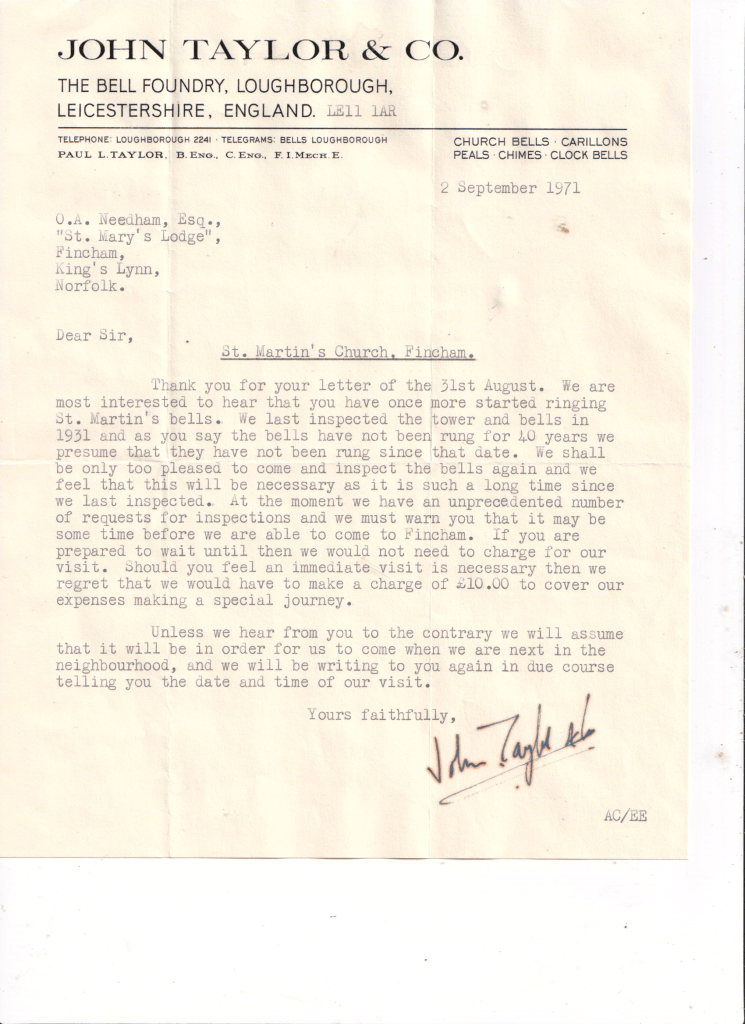 JOHN TAYLOR & CO.
THE BELL FOUNDRY, LOUGHBOROUGH,
LEICESTERSHIRE, ENGLAND. LE11 1AR
TELEPHONE: LOUGHBOROUGH 2241 · TELEGRAMS: BELLS LOUGHBOROUGH
PAUL L. TAYLOR, B.ENG., C.ENG., F.I.MECH.E.
CHURCH BELLS · CARILLONS
PEALS · CHIMES · CLOCK BELLS
2 September 1971
O.A. Needham, Esq.,
"St. Mary's Lodge",
Fincham,
King's Lynn,
Norfolk.
Dear Sir,
St. Martin's Church, Fincham.
Thank you for your letter of the 31st August. We are
most interested to hear that you have once more started ringing
St. Martin's bells. We last inspected the tower and bells in
1931 and as you say the bells have not been rung for 40 years we
presume that they have not been rung since that date. We shall
be only too pleased to come and inspect the bells again and we
feel that this will be necessary as it is such a long time since
we last inspected. At the moment we have an unprecedented number
of requests for inspections and we must warn you that it may be
some time before we are able to come to Fincham. If you are
prepared to wait until then we would not need to charge for our
visit. Should you feel an immediate visit is necessary then we
regret that we would have to make a charge of £10.00 to cover our
expenses making a special journey.
Unless we hear from you to the contrary we will assume
that it will be in order for us to come when we are next in the
neighbourhood, and we will be writing to you again in due course
telling you the date and time of our visit.
Yours faithfully,
John Taylor & Co
AC/EE